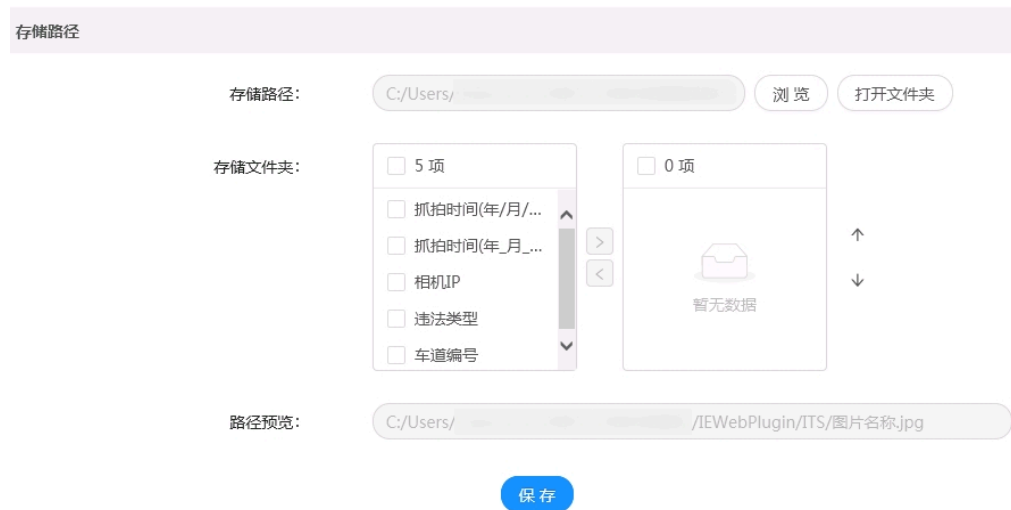 存储路径
存储路径： C:/Users/ 浏览 打开文件夹
存储文件夹： 5 项 0 项
抓拍时间(年/月/...
抓拍时间(年_月_...
相机IP
违法类型
车道编号
暂无数据
路径预览： C:/Users/ /IEWebPlugin/ITS/图片名称.jpg
保存